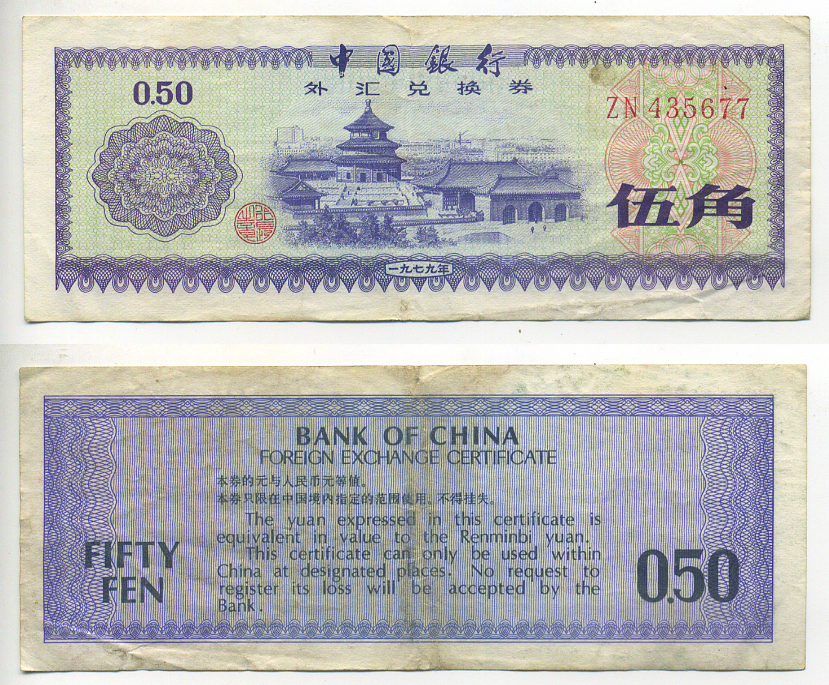 中國銀行
外汇兑换券
0.50
ZN 435677
伍角
一九七九年
BANK OF CHINA
FOREIGN EXCHANGE CERTIFICATE
本券的元与人民币元等值。
本券只限在中国境内指定的范围使用，不得挂失。
The yuan expressed in this certificate is
equivalent in value to the Renminbi yuan.
This certificate can only be used within
China at designated places. No request to
register its loss will be accepted by the
Bank.
FIFTY
FEN
0.50